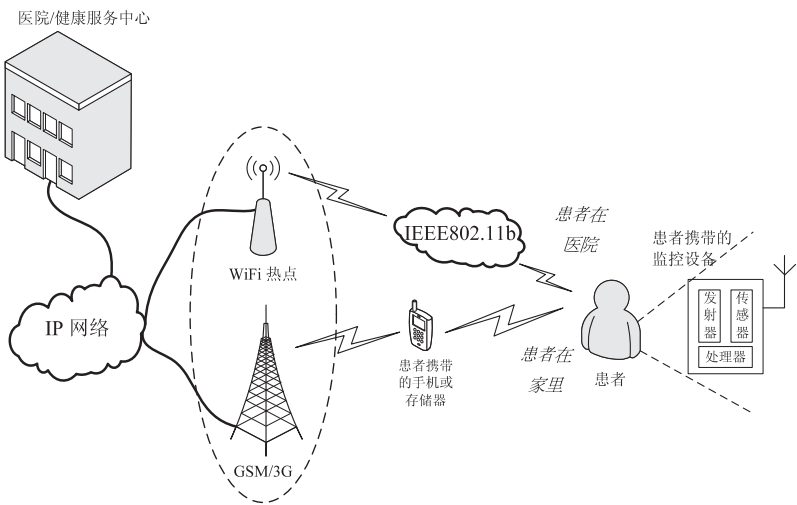 医院/健康服务中心
IEEE802.11b
患者在
医院
患者携带的
监控设备
WiFi 热点
发射器
传感器
处理器
IP 网络
患者携带
的手机或
存储器
患者在
家里
患者
GSM/3G